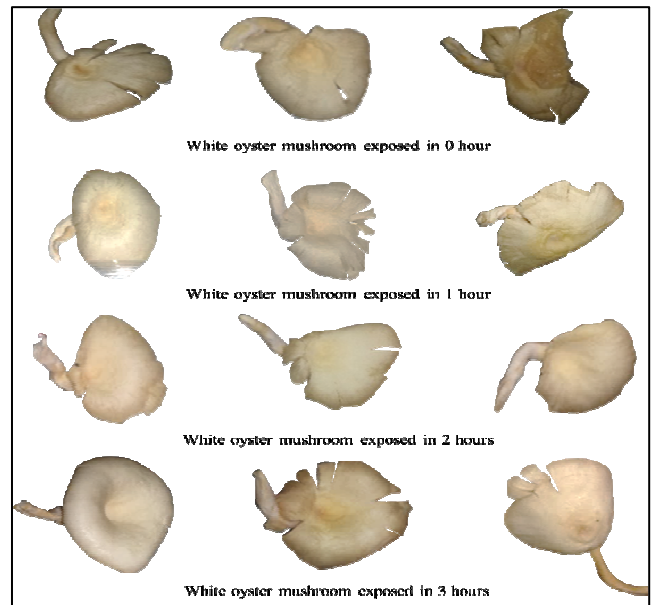 White oyster mushroom exposed in 0 hour
White oyster mushroom exposed in 1 hour
White oyster mushroom exposed in 2 hours
White oyster mushroom exposed in 3 hours